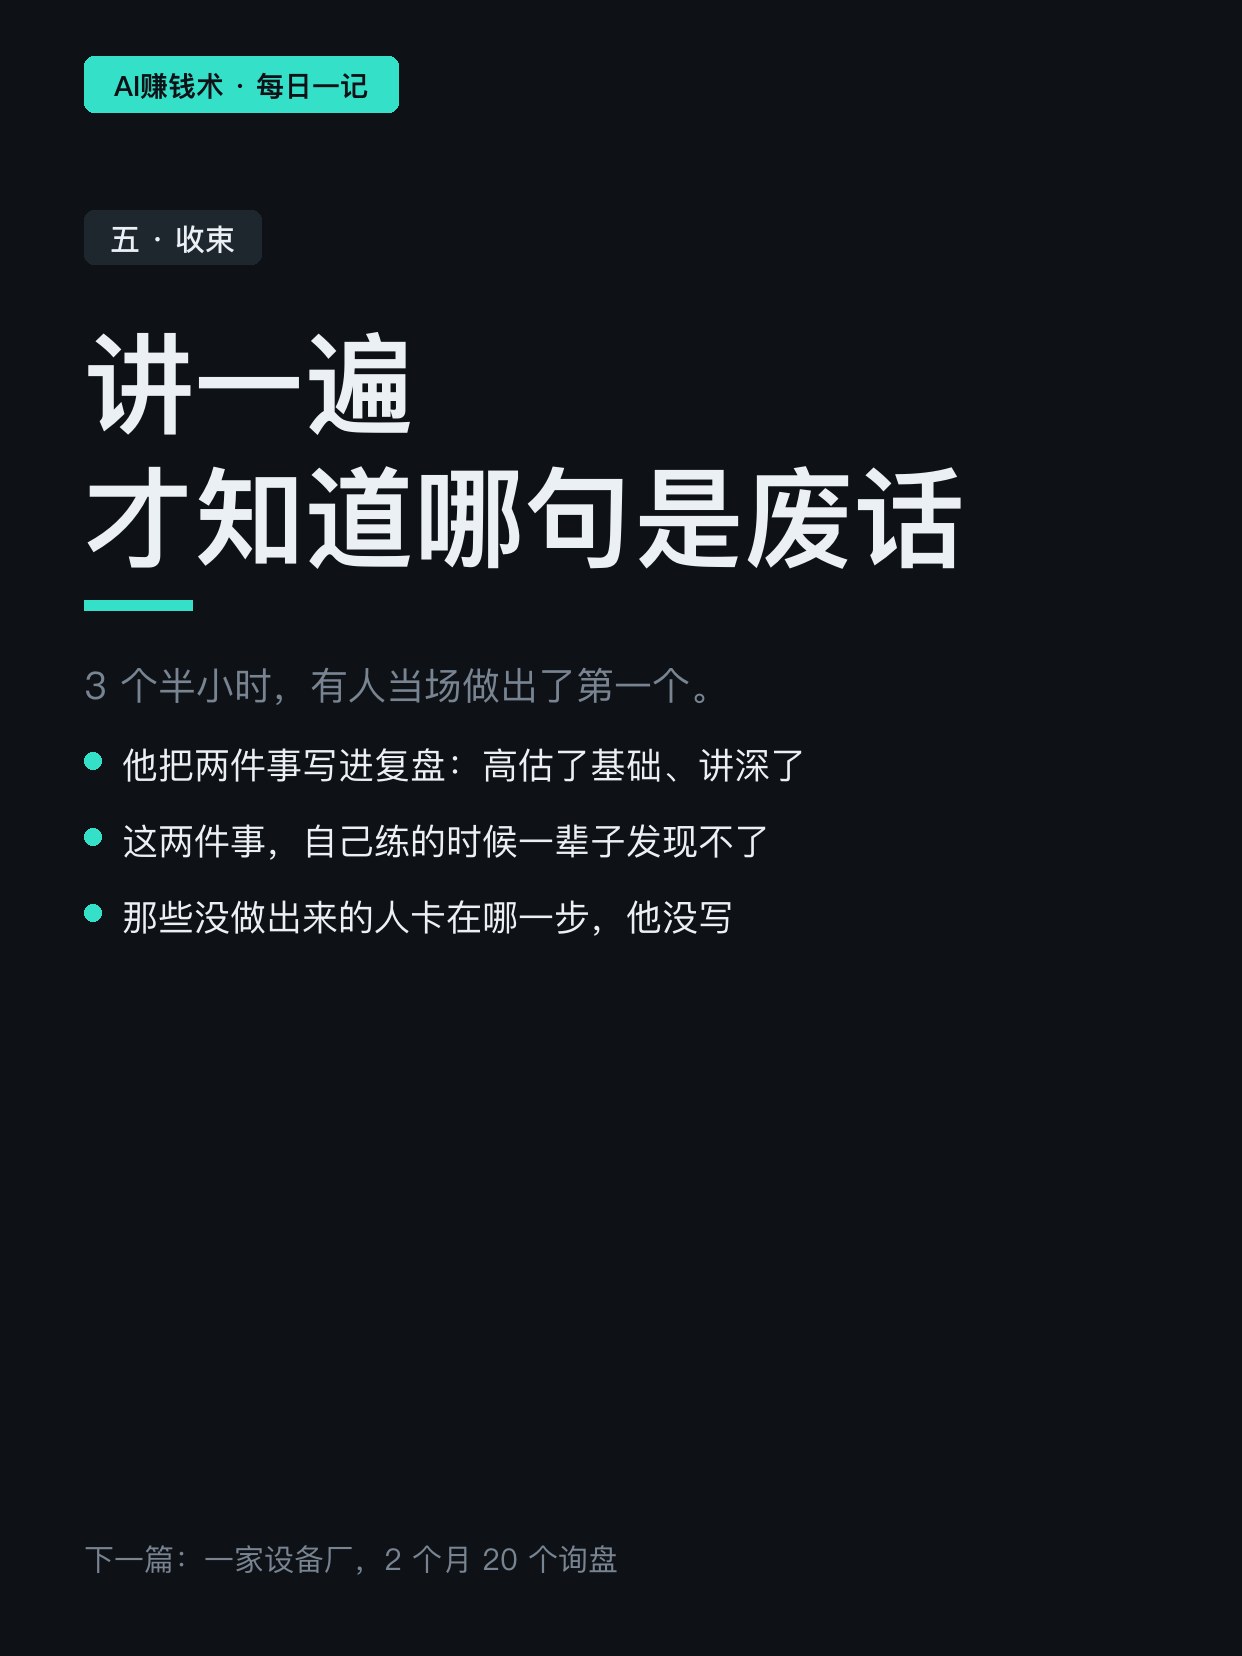 AI赚钱术 · 每日一记
五 · 收束
讲一遍
才知道哪句是废话
3 个半小时，有人当场做出了第一个。
他把两件事写进复盘：高估了基础、讲深了
这两件事，自己练的时候一辈子发现不了
那些没做出来的人卡在哪一步，他没写
下一篇：一家设备厂，2 个月 20 个询盘